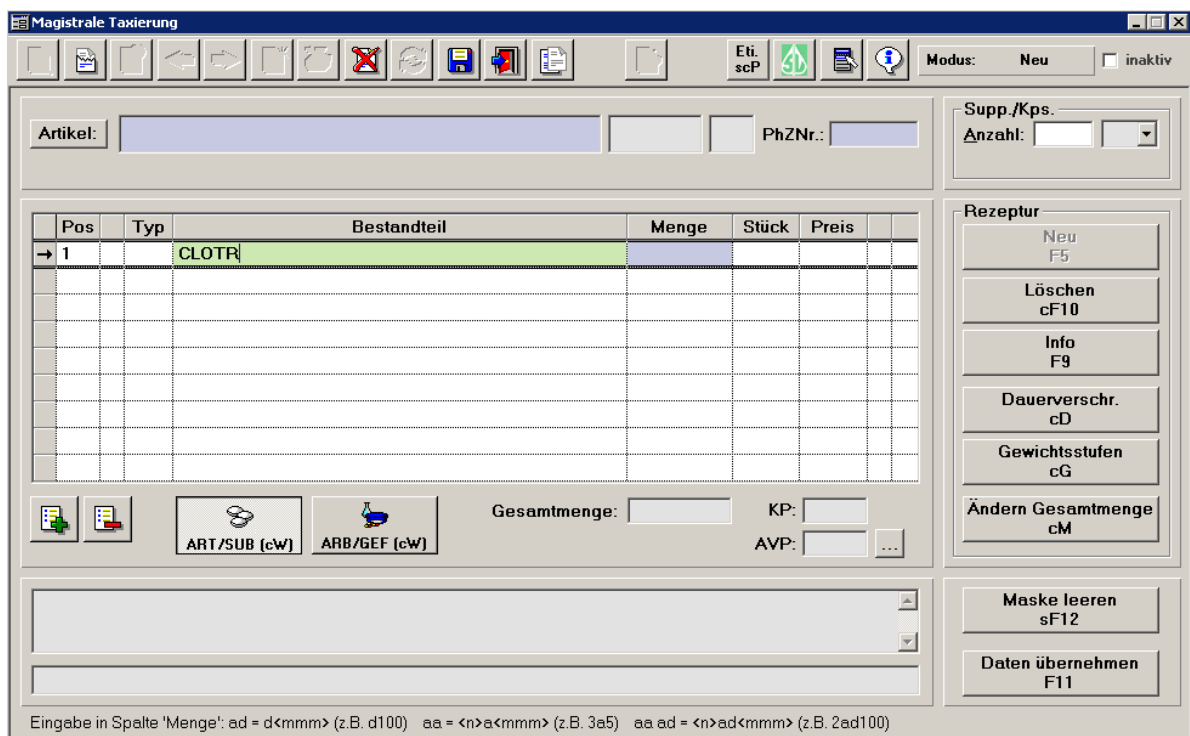 Magistrale Taxierung
Eti.
scP
Modus: Neu inaktiv
Artikel: PhZNr.:
Supp./Kps.
Anzahl:
Pos Typ Bestandteil Menge Stück Preis
1 CLOTR
Rezeptur
Neu
F5
Löschen
cF10
Info
F9
Dauerverschr.
cD
Gewichtsstufen
cG
Ändern Gesamtmenge
cM
ART/SUB (cW)
ARB/GEF (cW)
Gesamtmenge: KP:
AVP: ...
Maske leeren
sF12
Daten übernehmen
F11
Eingabe in Spalte 'Menge': ad = d<mmm> (z.B. d100) aa = <n>a<mmm> (z.B. 3a5) aa ad = <n>ad<mmm> (z.B. 2ad100)